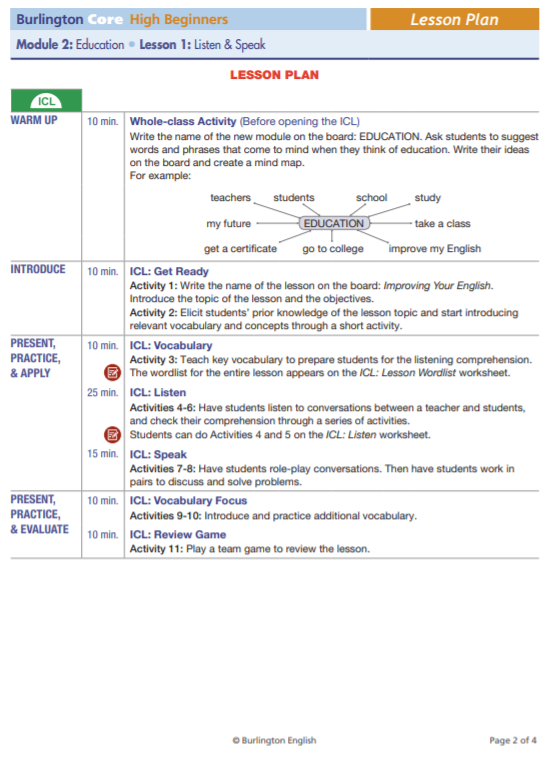 Burlington Core High Beginners
Lesson Plan
Module 2: Education • Lesson 1: Listen & Speak
LESSON PLAN
ICL
WARM UP
10 min.
Whole-class Activity (Before opening the ICL)
Write the name of the new module on the board: EDUCATION. Ask students to suggest
words and phrases that come to mind when they think of education. Write their ideas
on the board and create a mind map.
For example:
teachers students school study
my future EDUCATION take a class
get a certificate go to college improve my English
INTRODUCE
10 min.
ICL: Get Ready
Activity 1: Write the name of the lesson on the board: Improving Your English.
Introduce the topic of the lesson and the objectives.
Activity 2: Elicit students' prior knowledge of the lesson topic and start introducing
relevant vocabulary and concepts through a short activity.
PRESENT,
PRACTICE,
& APPLY
10 min.
ICL: Vocabulary
Activity 3: Teach key vocabulary to prepare students for the listening comprehension.
The wordlist for the entire lesson appears on the ICL: Lesson Wordlist worksheet.
25 min.
ICL: Listen
Activities 4-6: Have students listen to conversations between a teacher and students,
and check their comprehension through a series of activities.
Students can do Activities 4 and 5 on the ICL: Listen worksheet.
15 min.
ICL: Speak
Activities 7-8: Have students role-play conversations. Then have students work in
pairs to discuss and solve problems.
PRESENT,
PRACTICE,
& EVALUATE
10 min.
ICL: Vocabulary Focus
Activities 9-10: Introduce and practice additional vocabulary.
10 min.
ICL: Review Game
Activity 11: Play a team game to review the lesson.
© Burlington English
Page 2 of 4